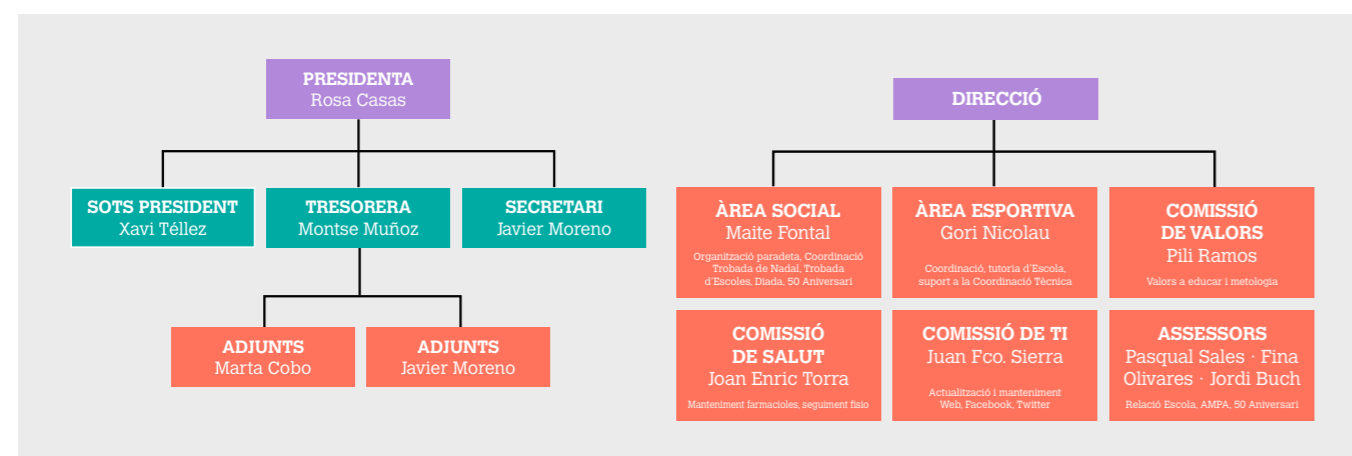 PRESIDENTA
Rosa Casas
SOTS PRESIDENT
Xavi Téllez
TRESORERA
Montse Muñoz
SECRETARI
Javier Moreno
ADJUNTS
Marta Cobo
ADJUNTS
Javier Moreno
DIRECCIÓ
ÀREA SOCIAL
Maite Fontal
Organització paradeta, Coordinació
Trobada de Nadal, Trobada
d'Escoles, Diada, 50 Aniversari
ÀREA ESPORTIVA
Gori Nicolau
Coordinació, tutoria d'Escola,
suport a la Coordinació Tècnica
COMISSIÓ
DE VALORS
Pili Ramos
Valors a educar i metologia
COMISSIÓ
DE SALUT
Joan Enric Torra
Manteniment farmacioles, seguiment fisio
COMISSIÓ DE TI
Juan Fco. Sierra
Actualització i manteniment
Web, Facebook, Twitter
ASSESSORS
Pasqual Sales · Fina
Olivares · Jordi Buch
Relació Escola, AMPA, 50 Aniversari